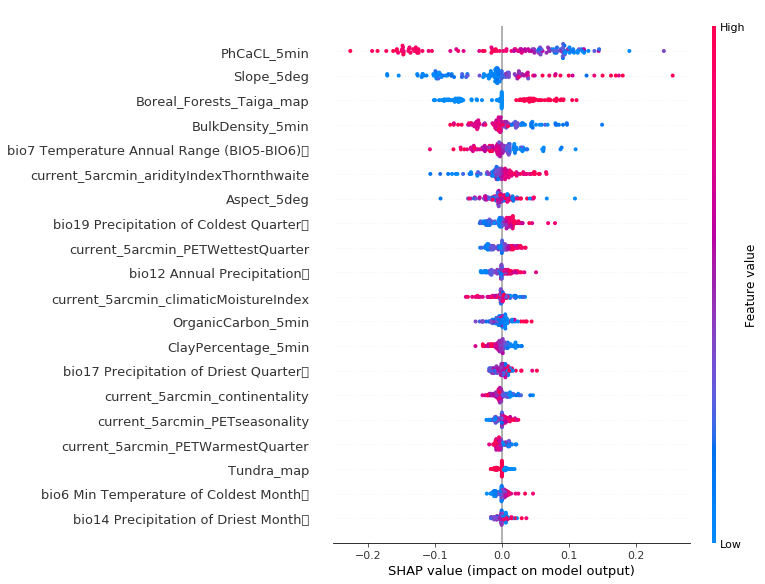 High
PhCaCL_5min
Slope_5deg
Boreal_Forests_Taiga_map
BulkDensity_5min
bio7 Temperature Annual Range (BIO5-BIO6)▯
current_5arcmin_aridityIndexThornthwaite
Aspect_5deg
bio19 Precipitation of Coldest Quarter▯
current_5arcmin_PETWettestQuarter
bio12 Annual Precipitation▯
current_5arcmin_climaticMoistureIndex
OrganicCarbon_5min
ClayPercentage_5min
bio17 Precipitation of Driest Quarter▯
current_5arcmin_continentality
current_5arcmin_PETseasonality
current_5arcmin_PETWarmestQuarter
Tundra_map
bio6 Min Temperature of Coldest Month▯
bio14 Precipitation of Driest Month▯
Feature value
Low
−0.2 −0.1 0.0 0.1 0.2
SHAP value (impact on model output)